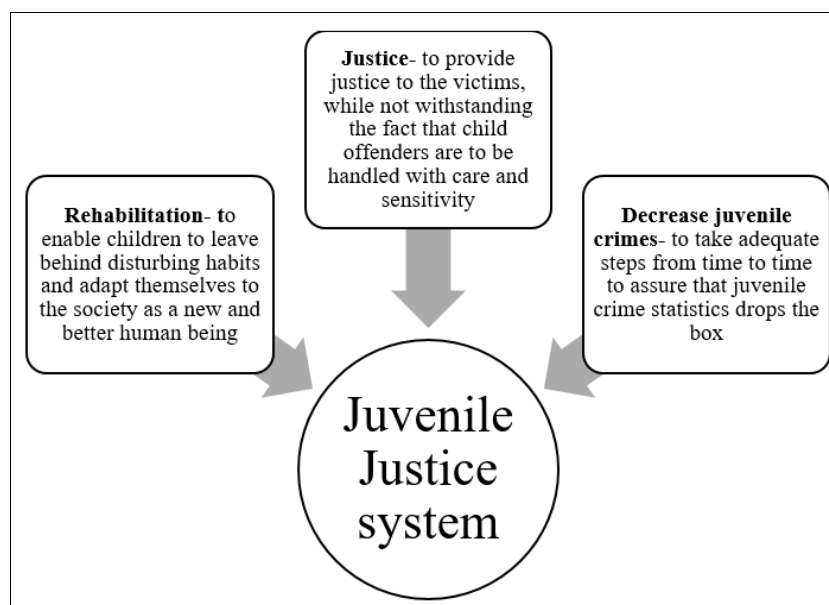 Justice- to provide
justice to the victims,
while not withstanding
the fact that child
offenders are to be
handled with care and
sensitivity
Rehabilitation- to
enable children to leave
behind disturbing habits
and adapt themselves to
the society as a new and
better human being
Decrease juvenile
crimes- to take adequate
steps from time to time
to assure that juvenile
crime statistics drops the
box
Juvenile
Justice
system